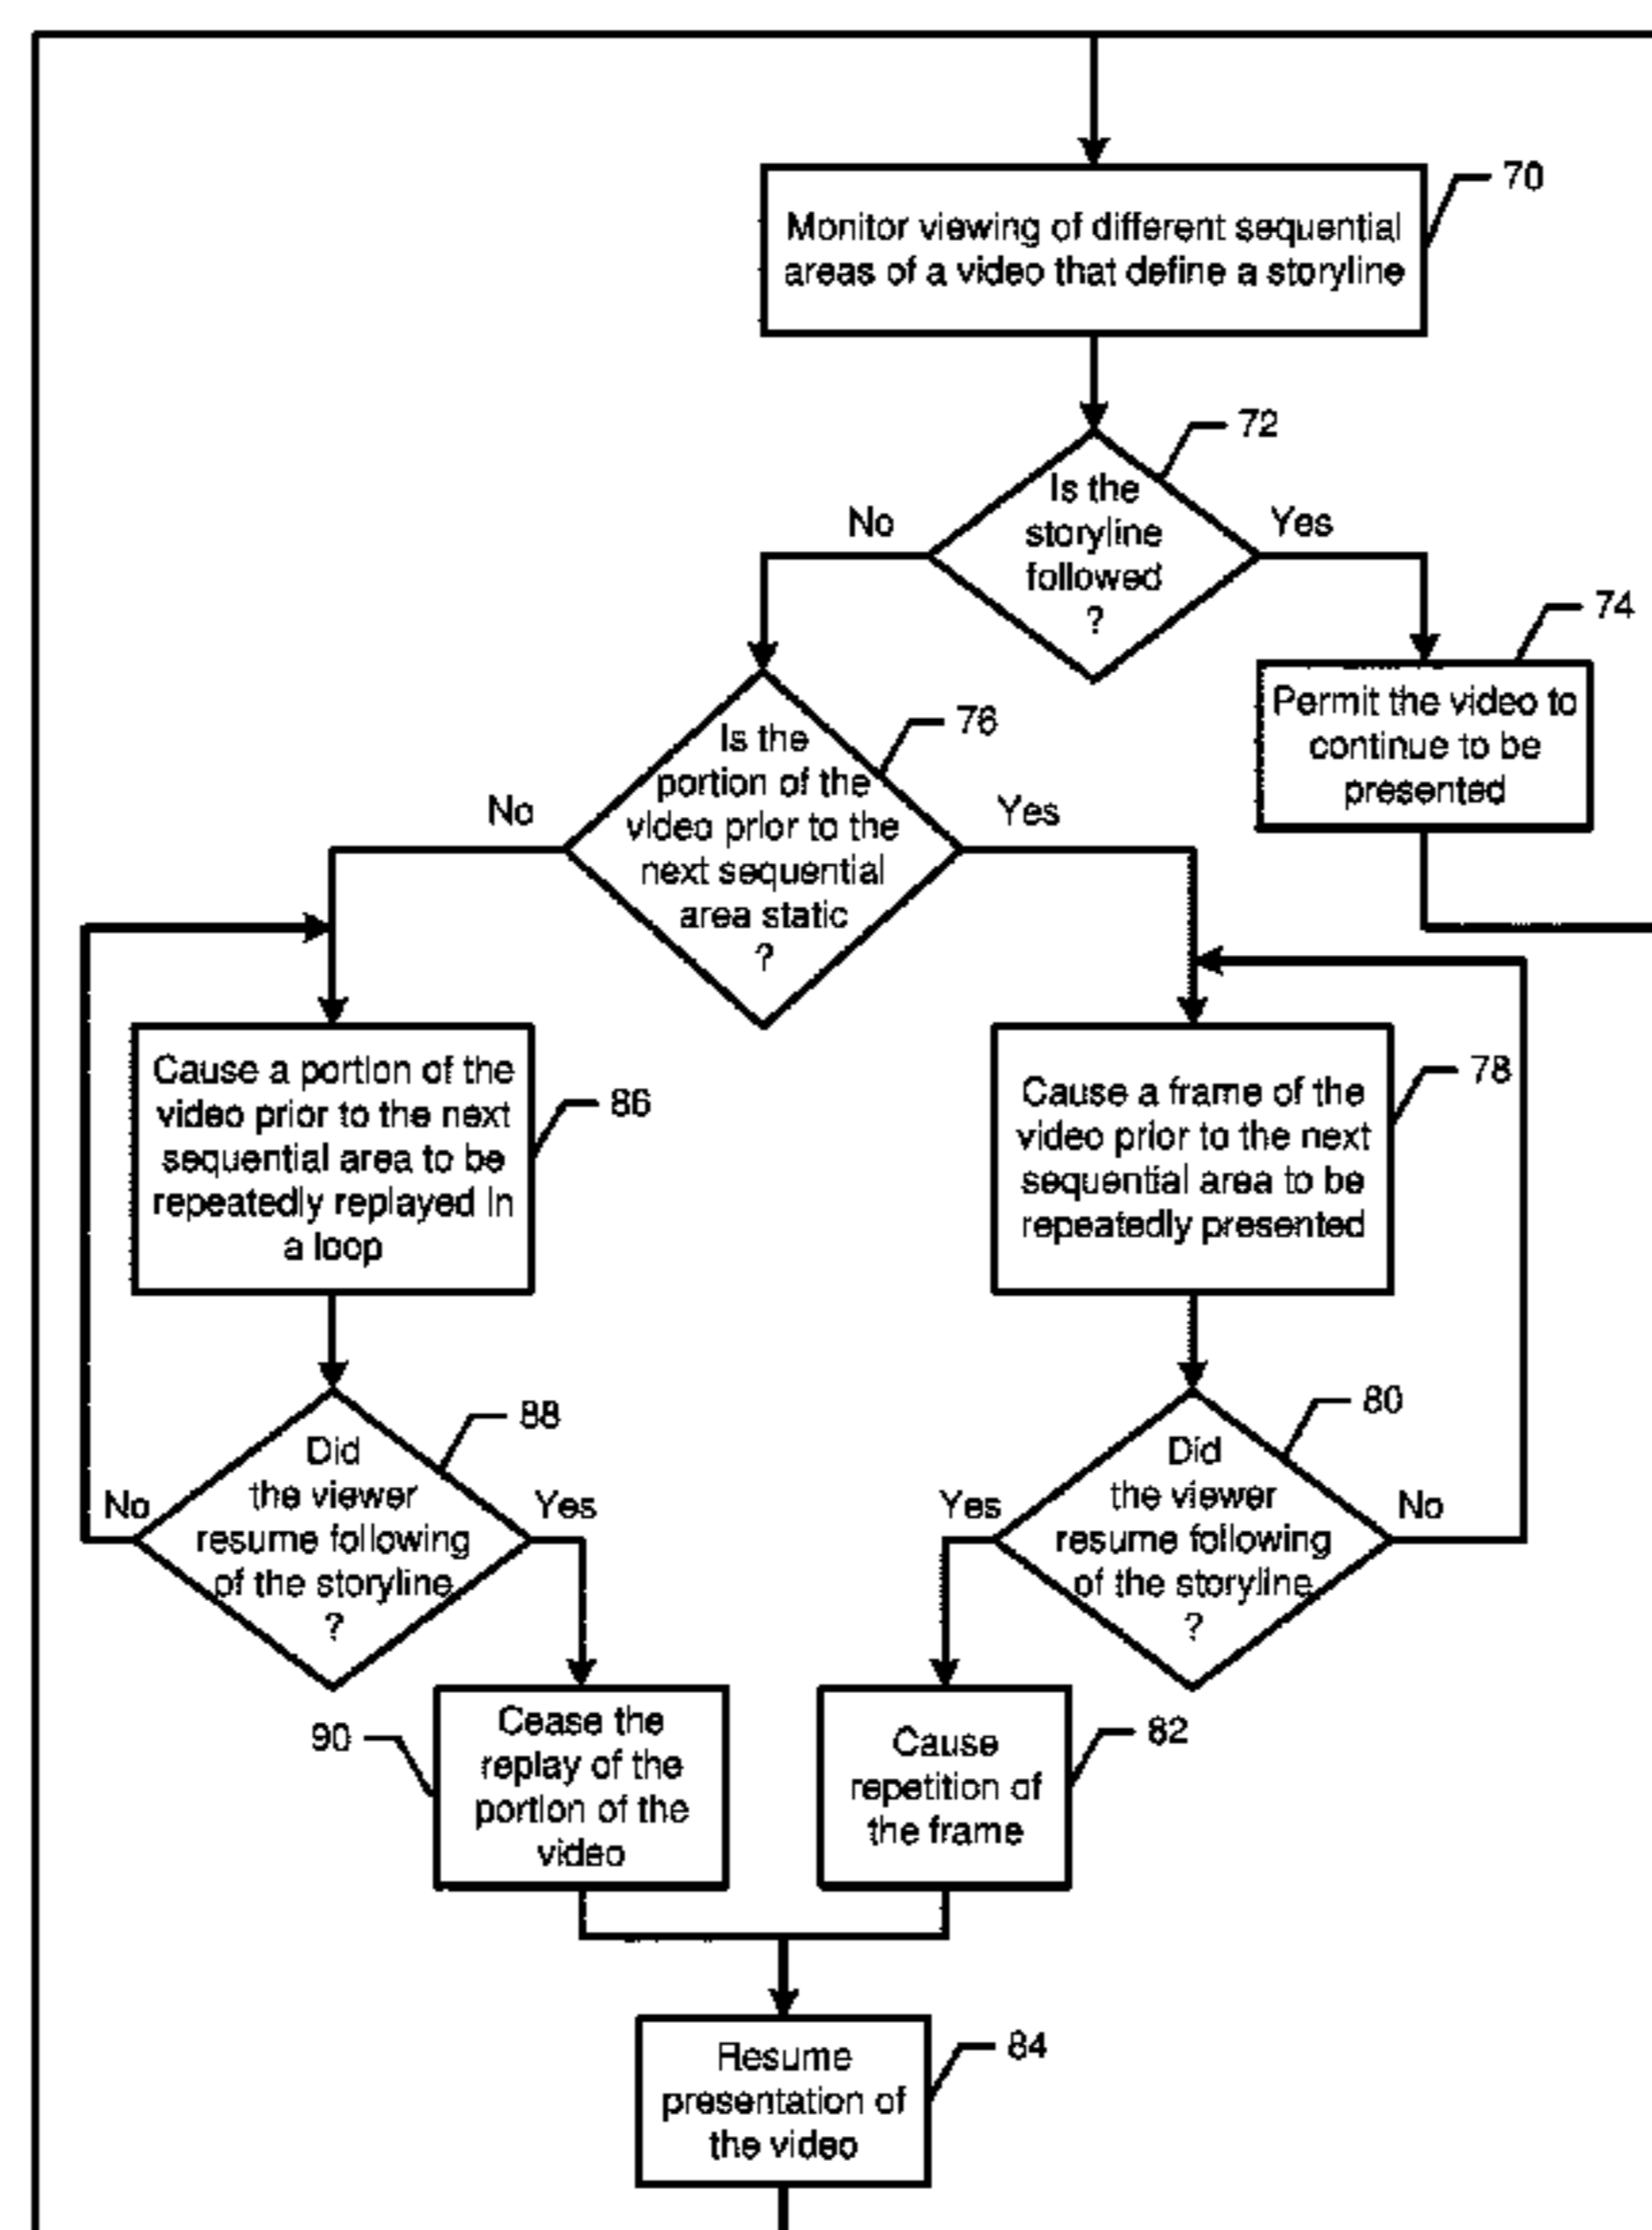 70
Monitor viewing of different sequential
areas of a video that define a storyline
72
Is the
storyline
followed
?
No
Yes
74
Permit the video to
continue to be
presented
76
Is the
portion of the
video prior to the
next sequential
area static
?
No
Yes
Cause a portion of the
video prior to the next
sequential area to be
repeatedly replayed in
a loop
86
78
Cause a frame of the
video prior to the next
sequential area to be
repeatedly presented
88
Did
the viewer
resume following
of the storyline
?
No
Yes
80
Did
the viewer
resume following
of the storyline
?
Yes
No
90
Cease the
replay of the
portion of the
video
82
Cause
repetition of
the frame
84
Resume
presentation of
the video